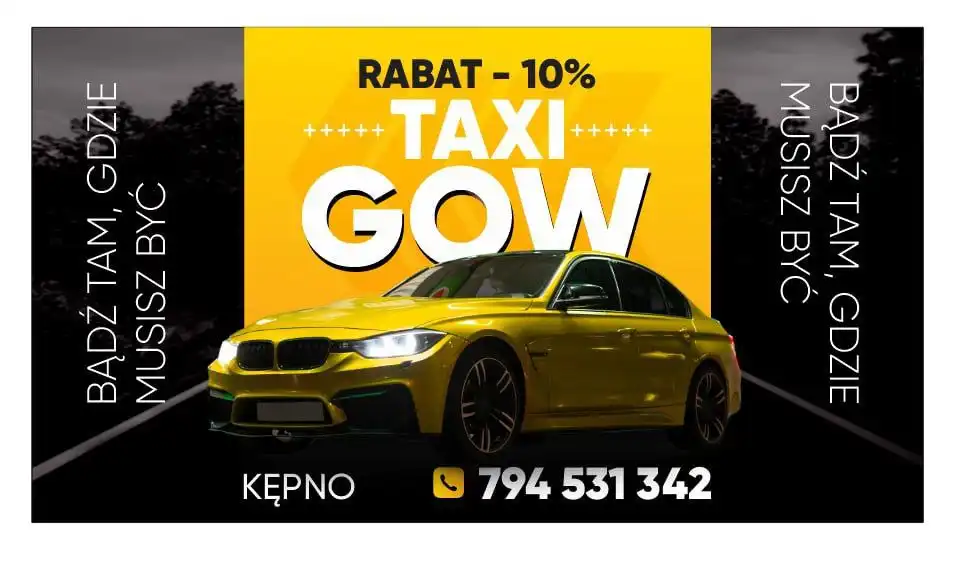 RABAT - 10%
+++++ TAXI +++++
GOW
BĄDŹ TAM, GDZIE
MUSISZ BYĆ
BĄDŹ TAM, GDZIE
MUSISZ BYĆ
KĘPNO
794 531 342